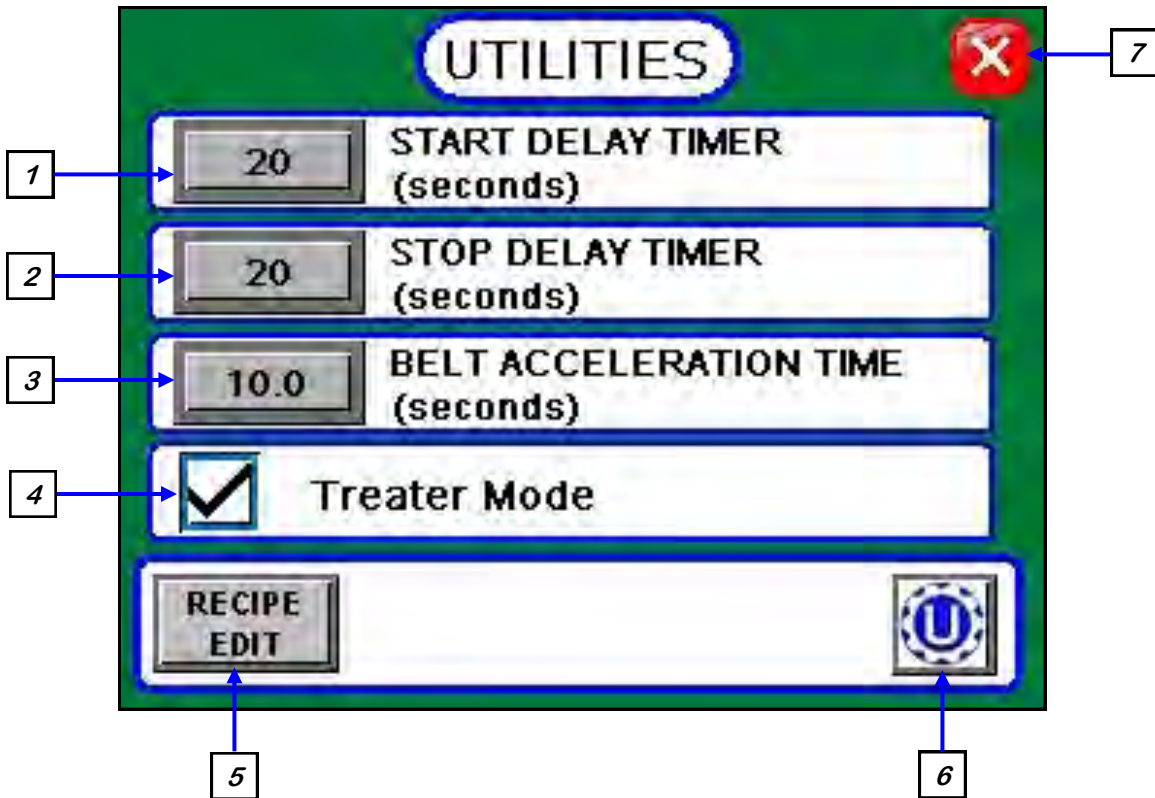 UTILITIES
7
1
20
START DELAY TIMER
(seconds)
2
20
STOP DELAY TIMER
(seconds)
3
10.0
BELT ACCELERATION TIME
(seconds)
4
Treater Mode
RECIPE
EDIT
U
5
6